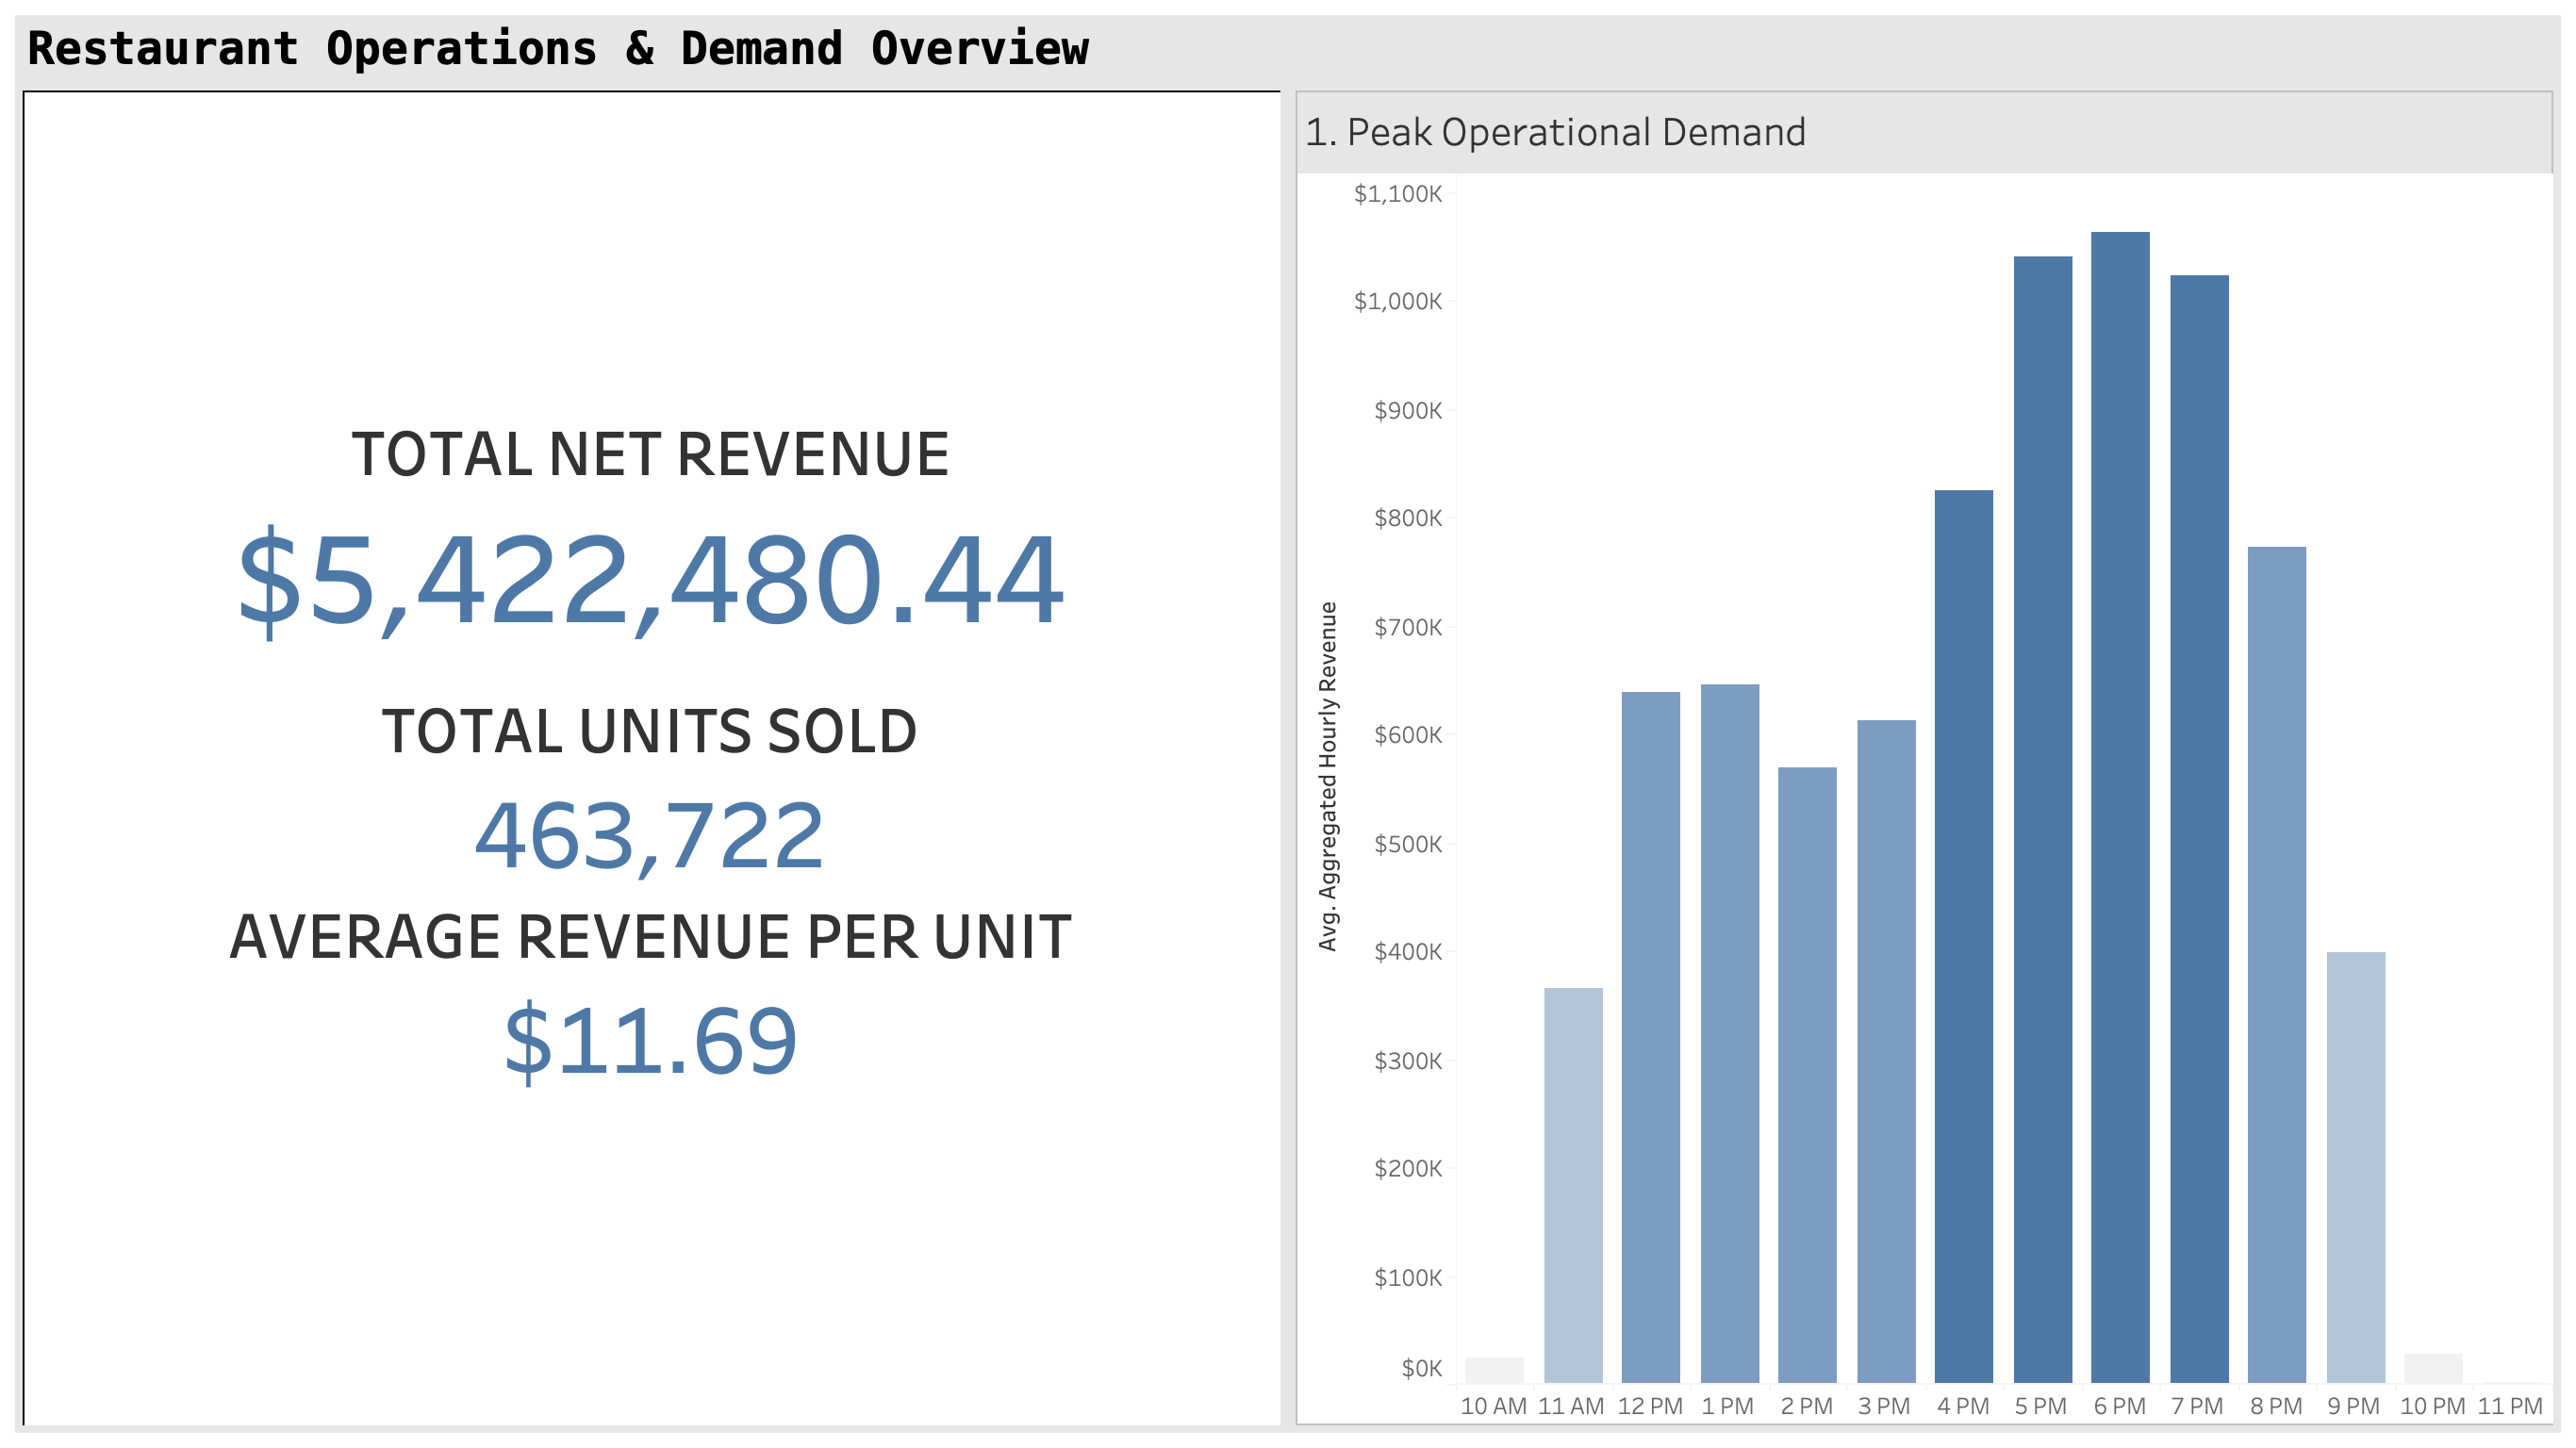 Restaurant Operations & Demand Overview
TOTAL NET REVENUE
$5,422,480.44
TOTAL UNITS SOLD
463,722
AVERAGE REVENUE PER UNIT
$11.69
1. Peak Operational Demand
Avg. Aggregated Hourly Revenue
$1,100K
$1,000K
$900K
$800K
$700K
$600K
$500K
$400K
$300K
$200K
$100K
$0K
10 AM 11 AM 12 PM 1 PM 2 PM 3 PM 4 PM 5 PM 6 PM 7 PM 8 PM 9 PM 10 PM 11 PM